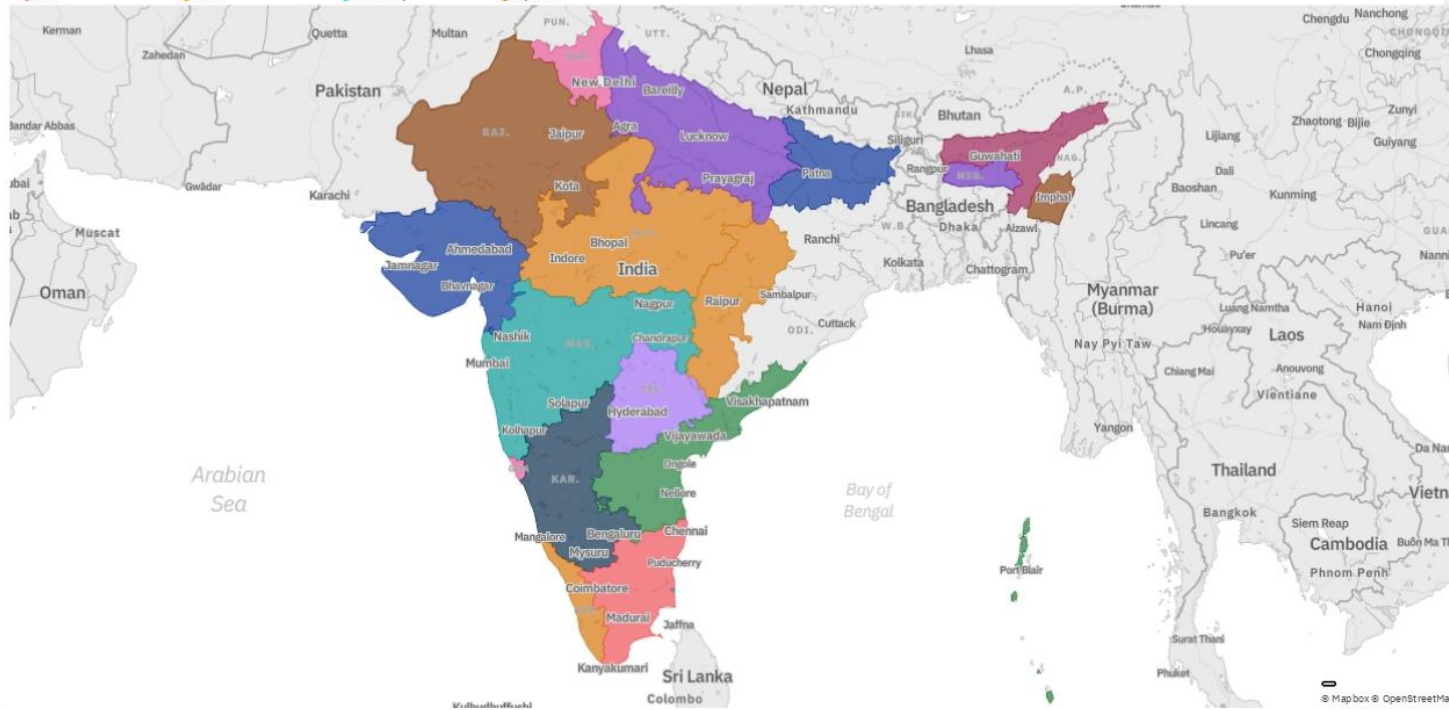 Kerman
Quetta
Multan
PUN.
UTT.
Lhasa
Chengdu
Nanchong
Zahedan
CHONGQING
Chongqing
Pakistan
New Delhi
Bareilly
Nepal
Kathmandu
A.P.
Bhutan
Zunyi
Bandar Abbas
RAJ.
Jaipur
Agra
Lucknow
SIK.
Siliguri
Lijiang
Zhaotong
Bijie
Guiyang
Guwahati
NAG.
Gwādar
Karachi
Kota
Prayagraj
Patna
Rangpur
MEG.
Imphal
Dali
Baoshan
Kunming
Bangladesh
Muscat
Ahmedabad
Bhopal
Ranchi
W.B.
Dhaka
Aizawl
Lincang
Jamnagar
Indore
India
Kolkata
Chattogram
Pu'er
Oman
Bhavnagar
Nagpur
Raipur
Sambalpur
Myanmar
(Burma)
Luang Namtha
Hanoi
Nam Định
Nashik
Chandrapur
ODI.
Cuttack
Houayxay
Laos
Nay Pyi Taw
Mumbai
Chiang Mai
Anouvong
Vientiane
Solapur
Hyderabad
Visakhapatnam
Kolhapur
Vijayawada
Yangon
Arabian
Sea
KAR.
Ongole
Thailand
Nellore
Bay of
Bengal
Bangkok
Mangalore
Bengaluru
Chennai
Siem Reap
Cambodia
Mysuru
Puducherry
Port Blair
Phnom Penh
Coimbatore
Madurai
Jaffna
Surat Thani
Kanyakumari
Sri Lanka
Phuket
Colombo
© Mapbox © OpenStreetMa